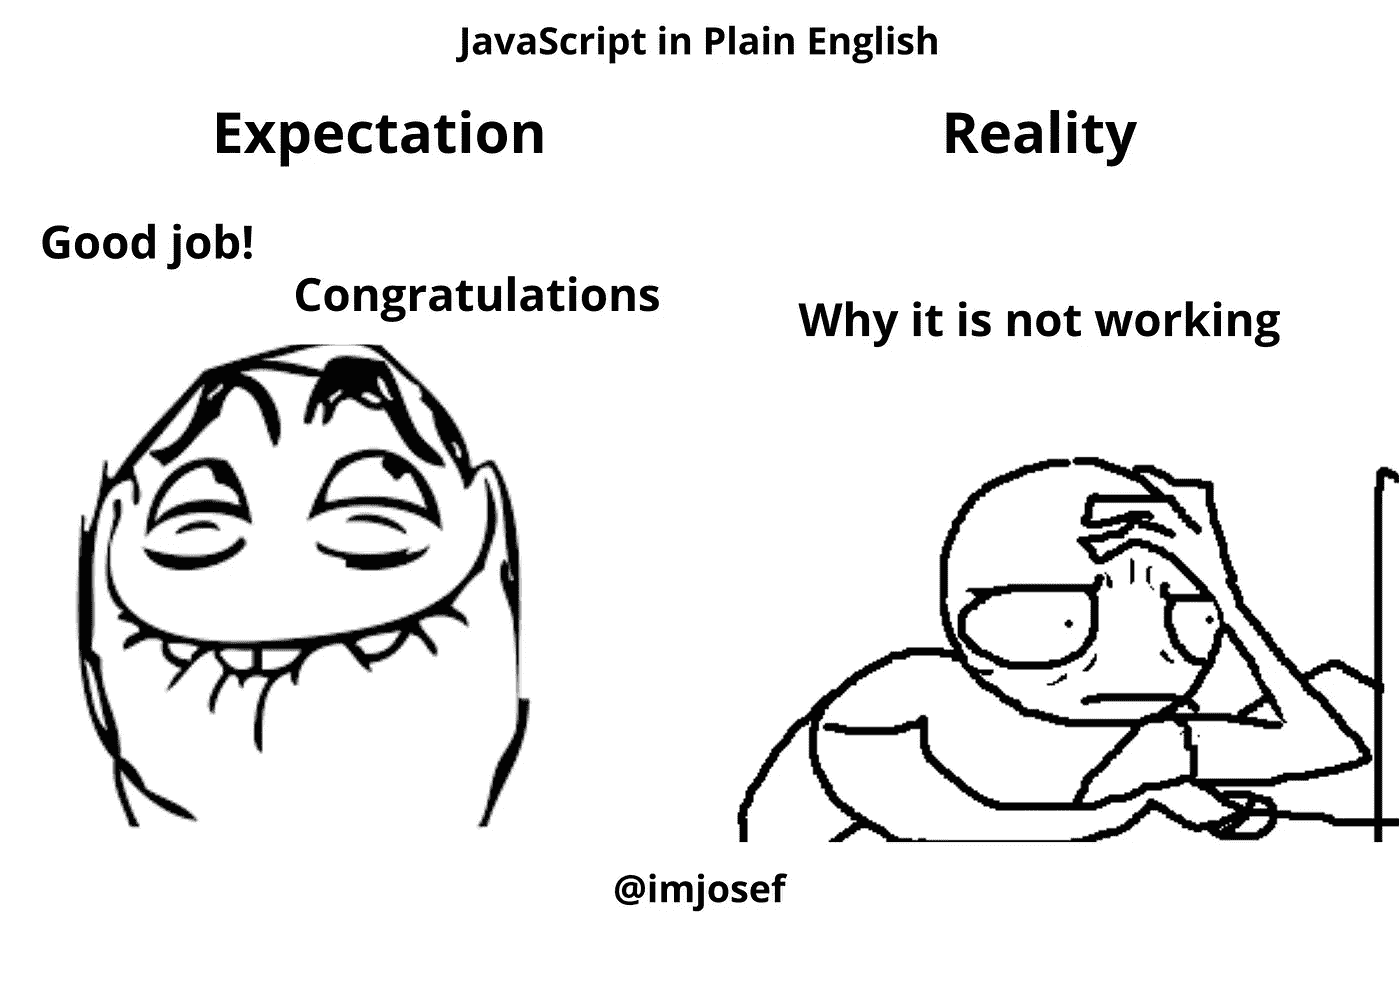 JavaScript in Plain English
Expectation
Reality
Good job!
Congratulations
Why it is not working
@imjosef